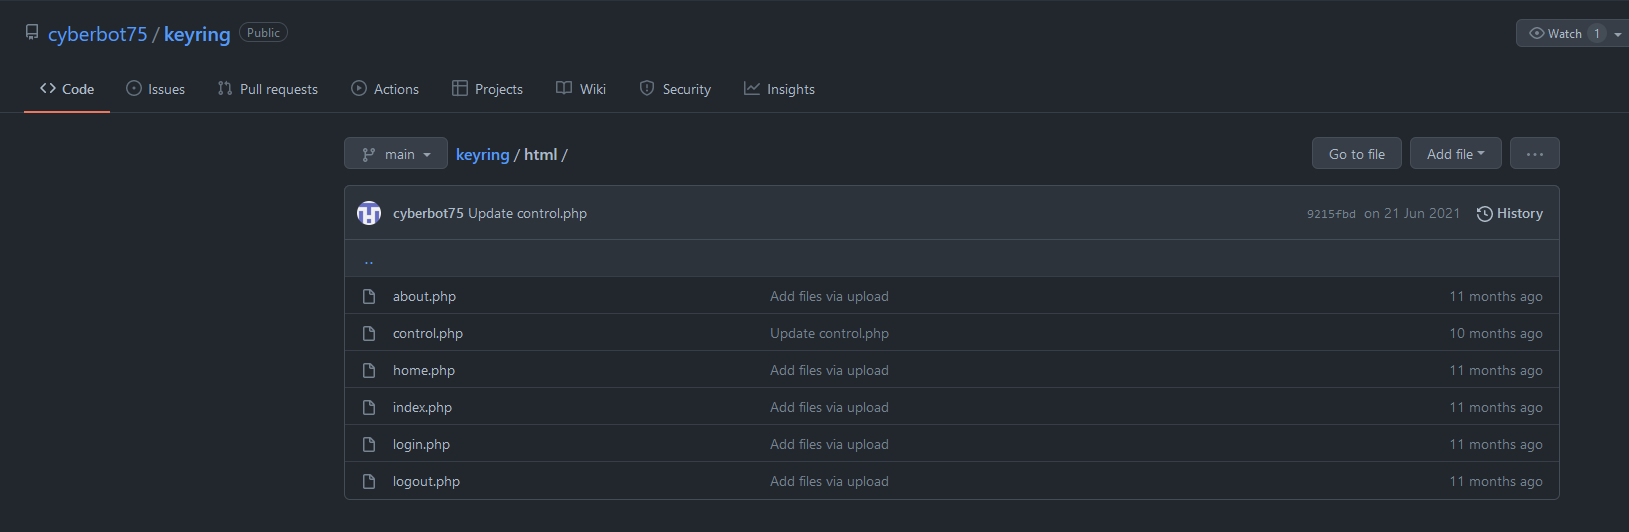 cyberbot75 / keyring Public Watch 1
Code Issues Pull requests Actions Projects Wiki Security Insights
main keyring / html / Go to file Add file ...
cyberbot75 Update control.php 9215fbd on 21 Jun 2021 History
..
about.php Add files via upload 11 months ago
control.php Update control.php 10 months ago
home.php Add files via upload 11 months ago
index.php Add files via upload 11 months ago
login.php Add files via upload 11 months ago
logout.php Add files via upload 11 months ago